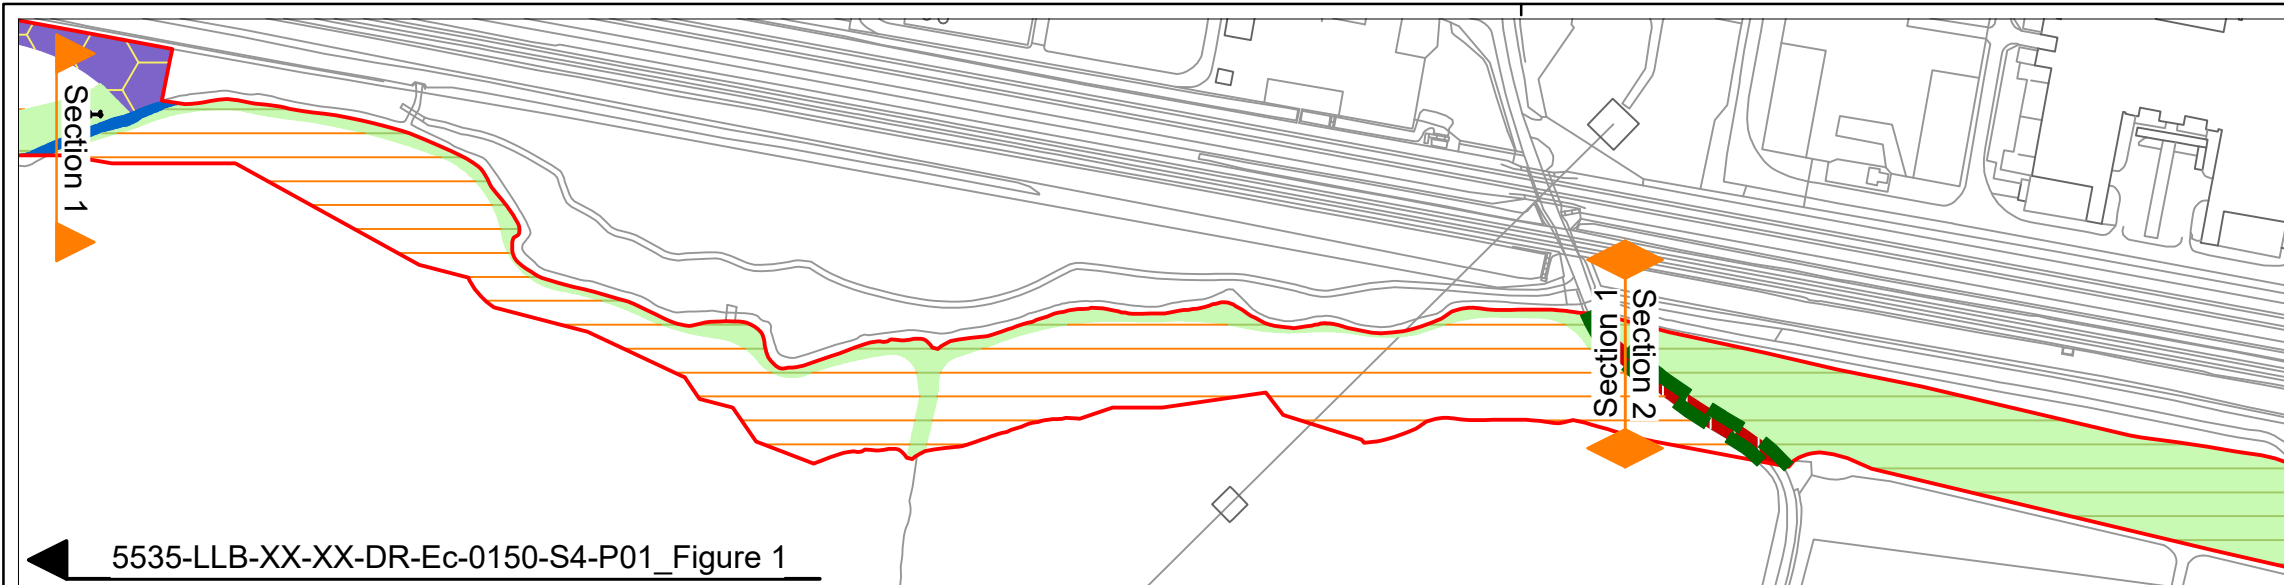 Section 1
Section 1
Section 2
5535-LLB-XX-XX-DR-Ec-0150-S4-P01_Figure 1